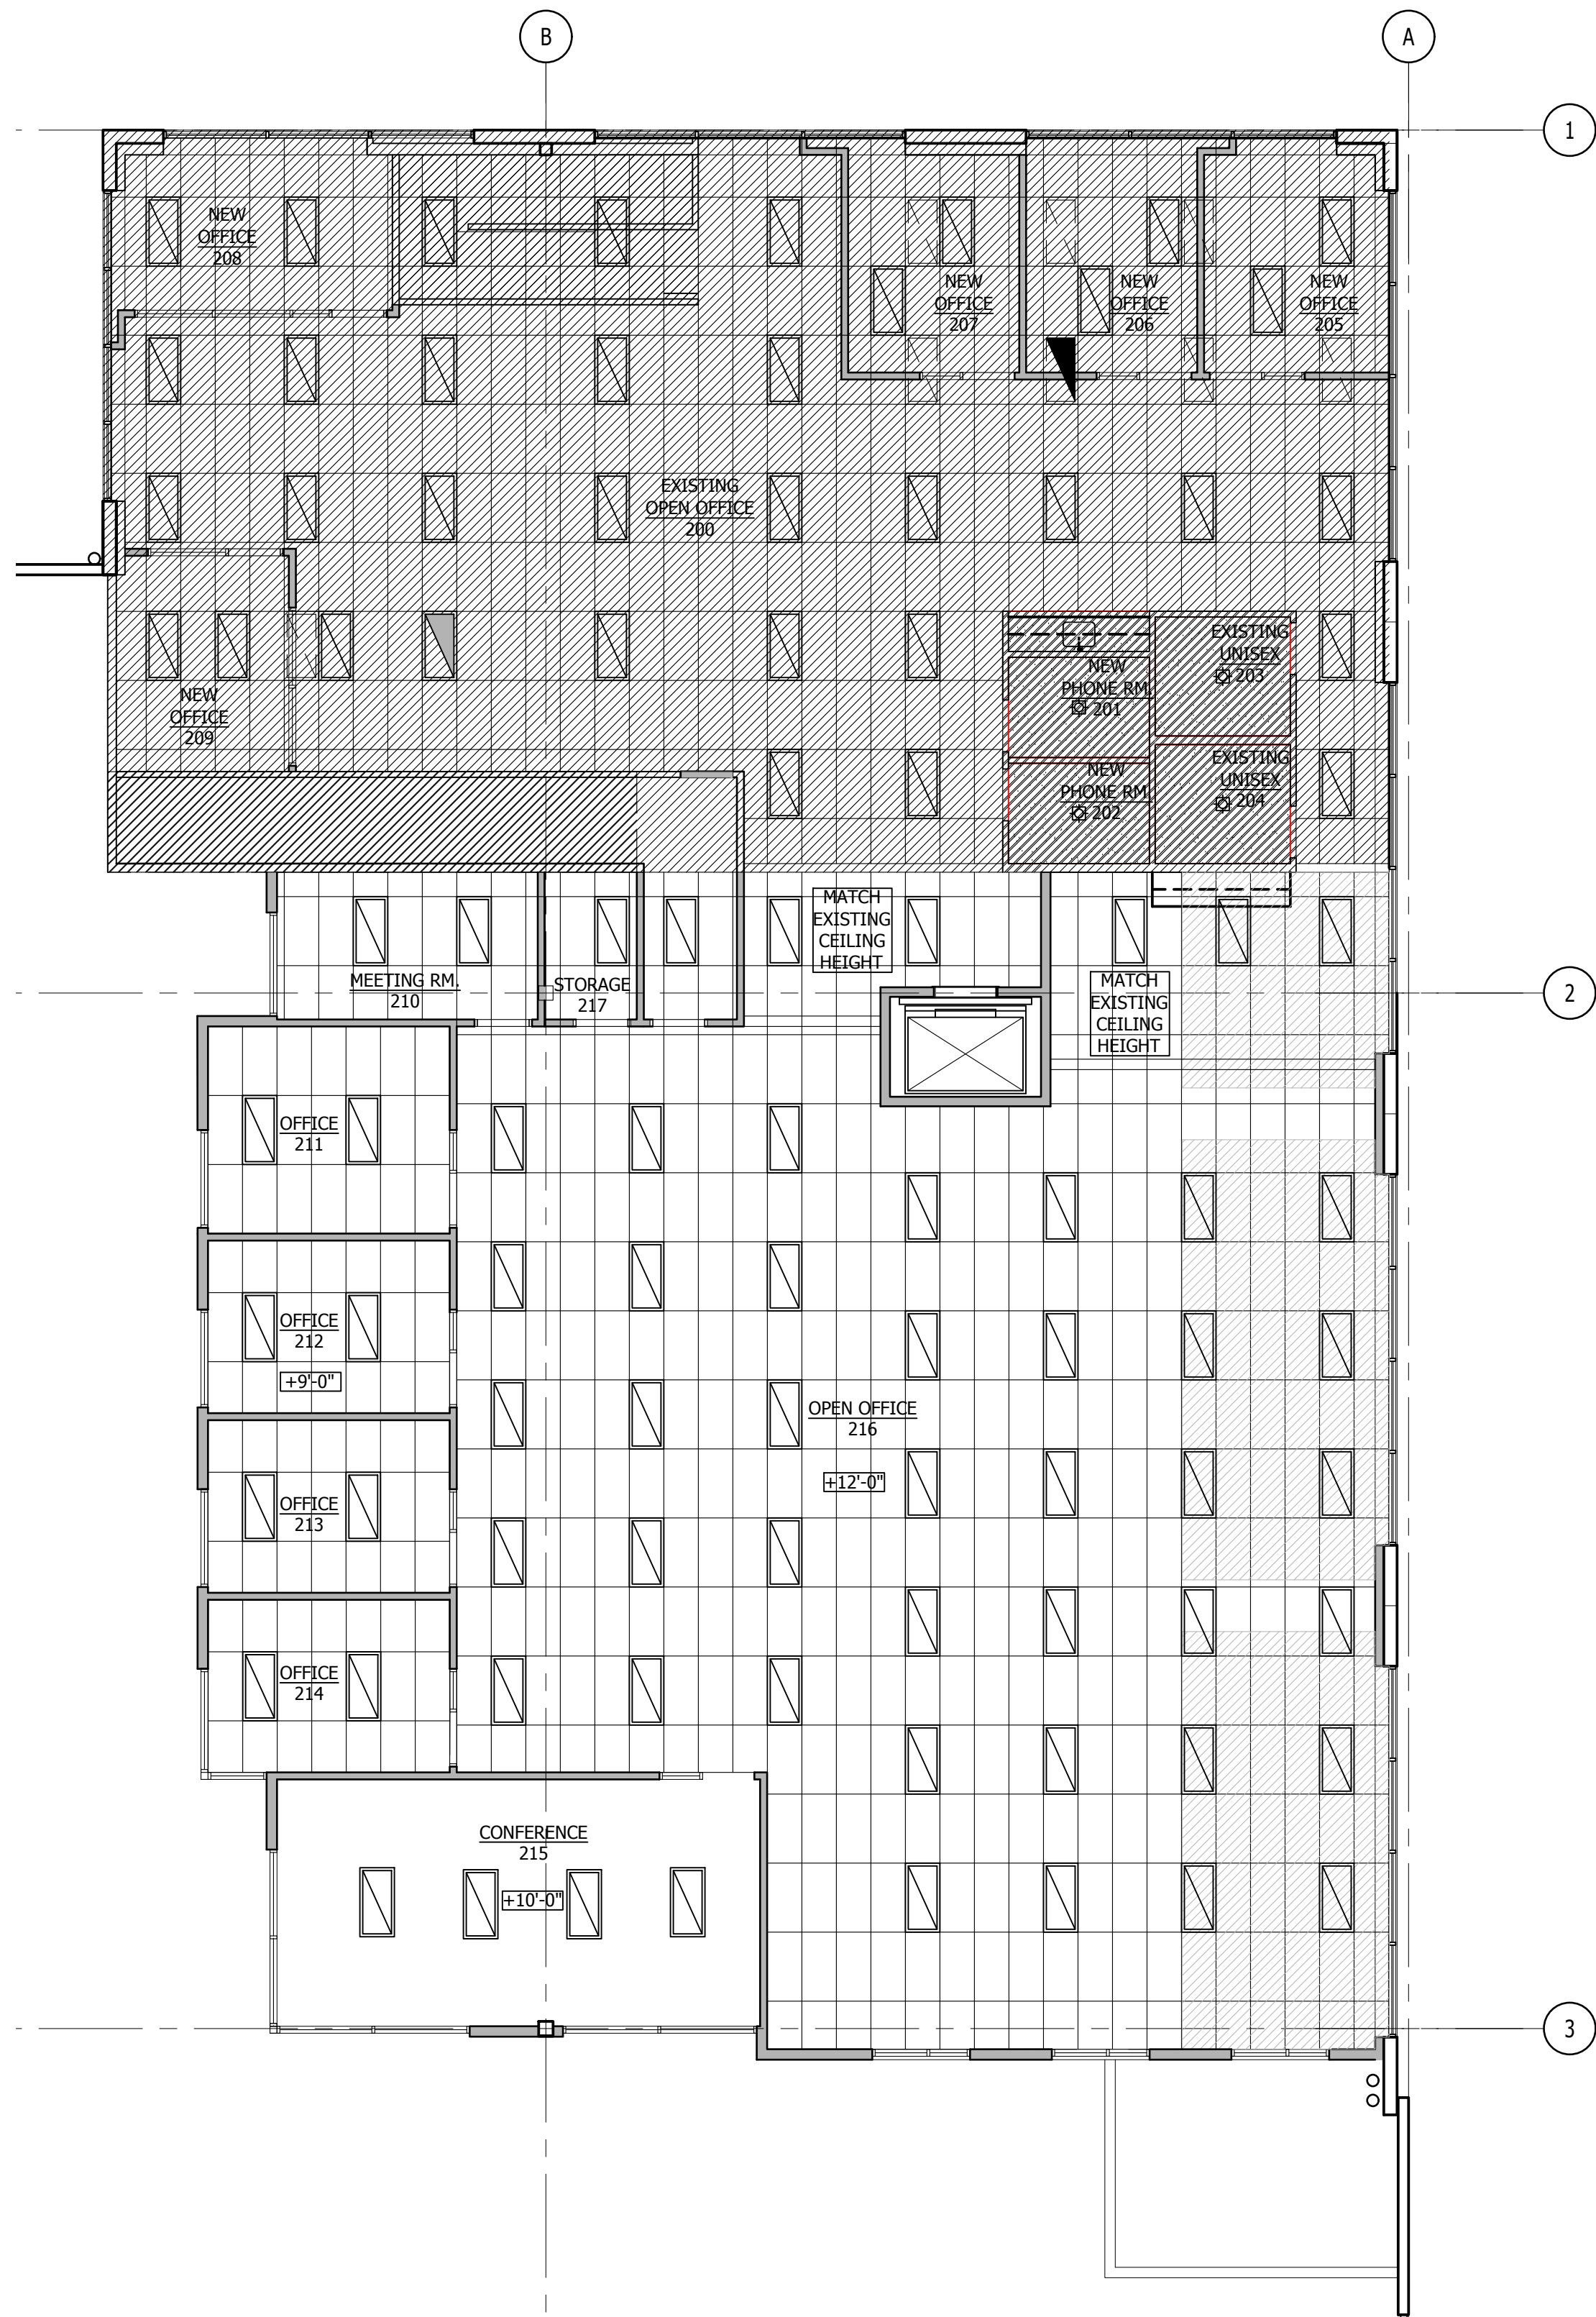 B
A
1
NEW
OFFICE
208
NEW
OFFICE
207
NEW
OFFICE
206
NEW
OFFICE
205
EXISTING
OPEN OFFICE
200
EXISTING
UNISEX
203
NEW
PHONE RM.
201
NEW
OFFICE
209
EXISTING
UNISEX
204
NEW
PHONE RM.
202
MATCH
EXISTING
CEILING
HEIGHT
MEETING RM.
210
STORAGE
217
MATCH
EXISTING
CEILING
HEIGHT
2
OFFICE
211
OFFICE
212
+9'-0"
OPEN OFFICE
216
+12'-0"
OFFICE
213
OFFICE
214
CONFERENCE
215
+10'-0"
3